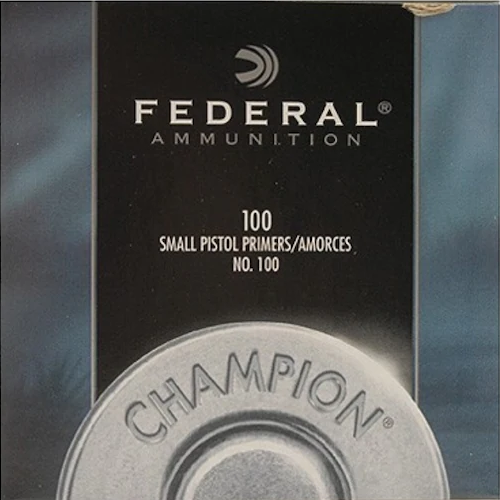 FEDERAL®
AMMUNITION
100
SMALL PISTOL PRIMERS/AMORCES
NO. 100
CHAMPION®